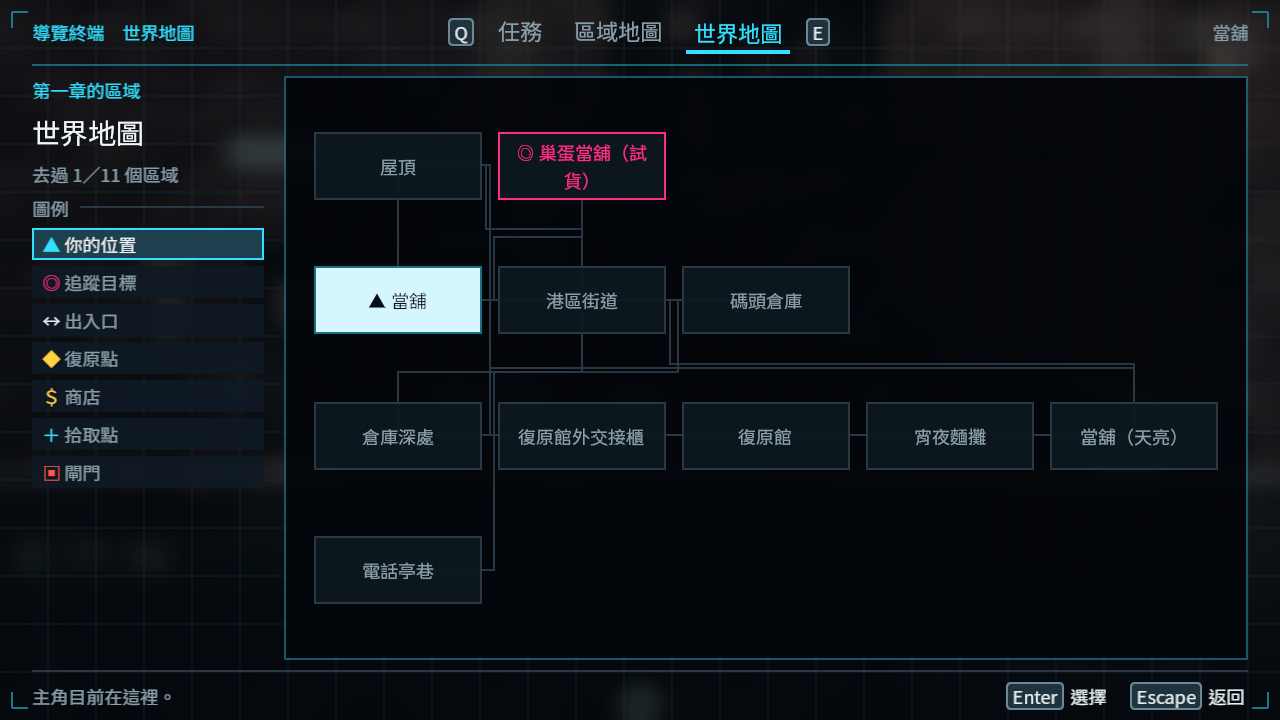 導覽終端 世界地圖
Q 任務 區域地圖 世界地圖 E
當舖
第一章的區域
世界地圖
去過 1／11 個區域
圖例
▲你的位置
◎追蹤目標
↔出入口
◆復原點
$商店
+拾取點
▣閘門
屋頂
◎ 巢蛋當舖（試
貨）
▲ 當舖
港區街道
碼頭倉庫
倉庫深處
復原館外交接櫃
復原館
宵夜麵攤
當舖（天亮）
電話亭巷
主角目前在這裡。
Enter 選擇 Escape 返回